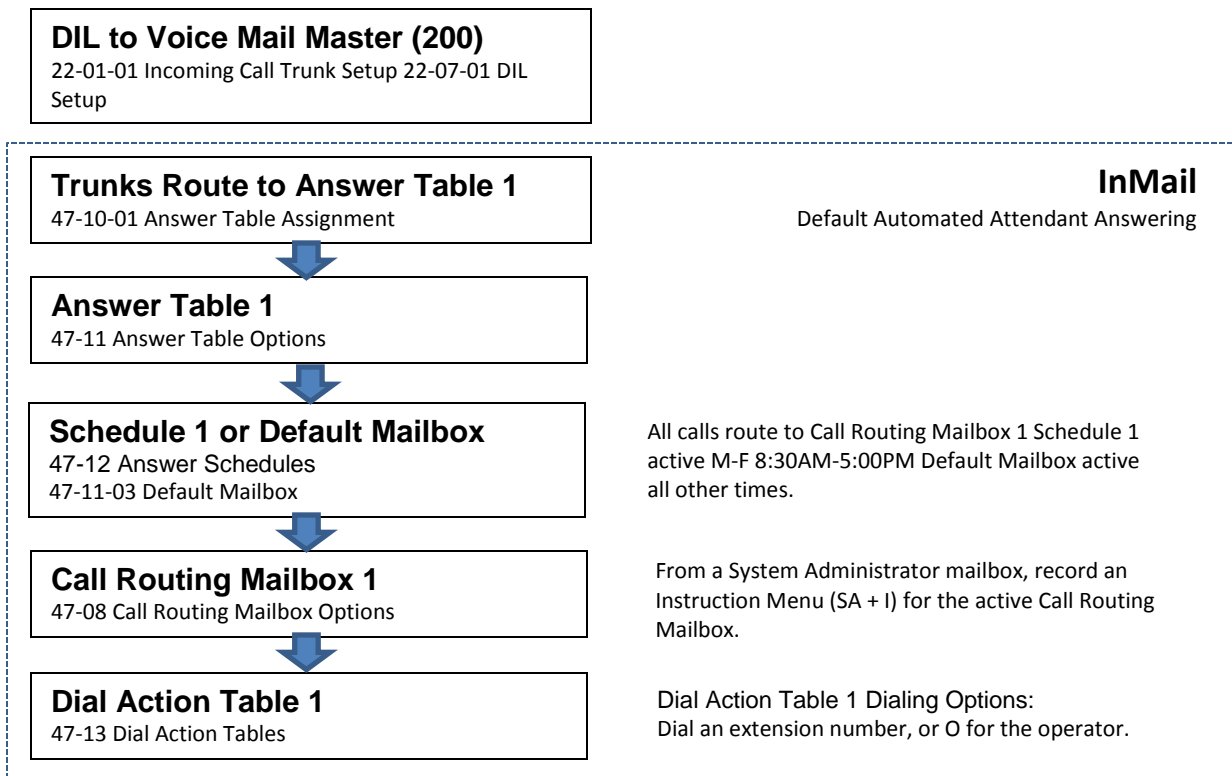 DIL to Voice Mail Master (200)
22-01-01 Incoming Call Trunk Setup 22-07-01 DIL
Setup
Trunks Route to Answer Table 1
47-10-01 Answer Table Assignment
InMail
Default Automated Attendant Answering
Answer Table 1
47-11 Answer Table Options
Schedule 1 or Default Mailbox
47-12 Answer Schedules
47-11-03 Default Mailbox
All calls route to Call Routing Mailbox 1 Schedule 1
active M-F 8:30AM-5:00PM Default Mailbox active
all other times.
Call Routing Mailbox 1
47-08 Call Routing Mailbox Options
From a System Administrator mailbox, record an
Instruction Menu (SA + I) for the active Call Routing
Mailbox.
Dial Action Table 1
47-13 Dial Action Tables
Dial Action Table 1 Dialing Options:
Dial an extension number, or O for the operator.